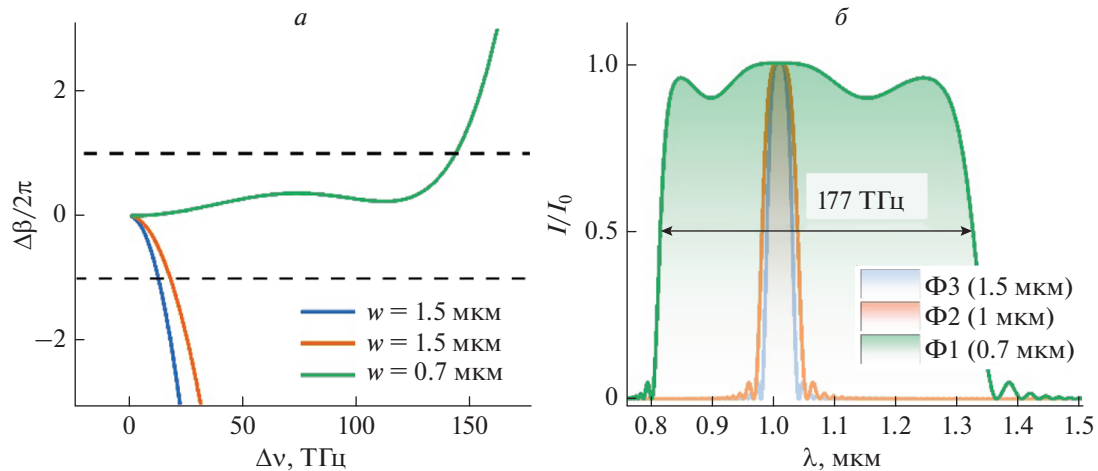 а
2
0
−2
Δβ/2π
0
50
100
150
Δν, ТГц
w = 1.5 мкм
w = 1.5 мкм
w = 0.7 мкм
б
1.0
0.5
0
I/I0
177 ТГц
Ф3 (1.5 мкм)
Ф2 (1 мкм)
Ф1 (0.7 мкм)
0.8
0.9
1.0
1.1
1.2
1.3
1.4
1.5
λ, мкм